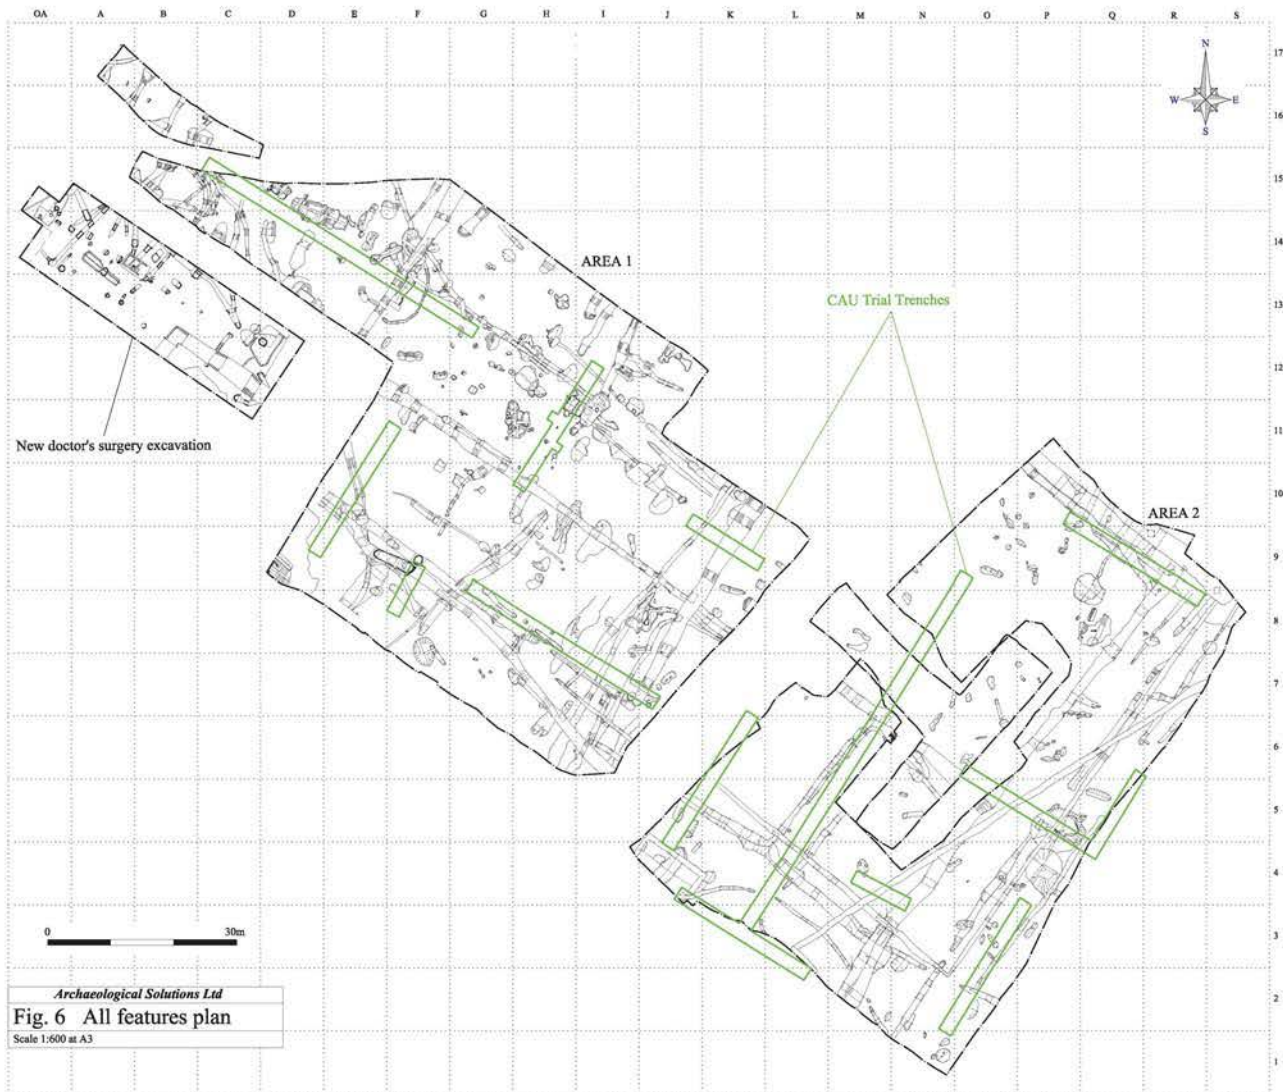 OA A B C D E F G H I J K L M N O P Q R S
17
16
15
14
13
12
11
10
9
8
7
6
5
4
3
2
1
N
W E
S
AREA 1
CAU Trial Trenches
New doctor's surgery excavation
AREA 2
0 30m
Archaeological Solutions Ltd
Fig. 6 All features plan
Scale 1:600 at A3